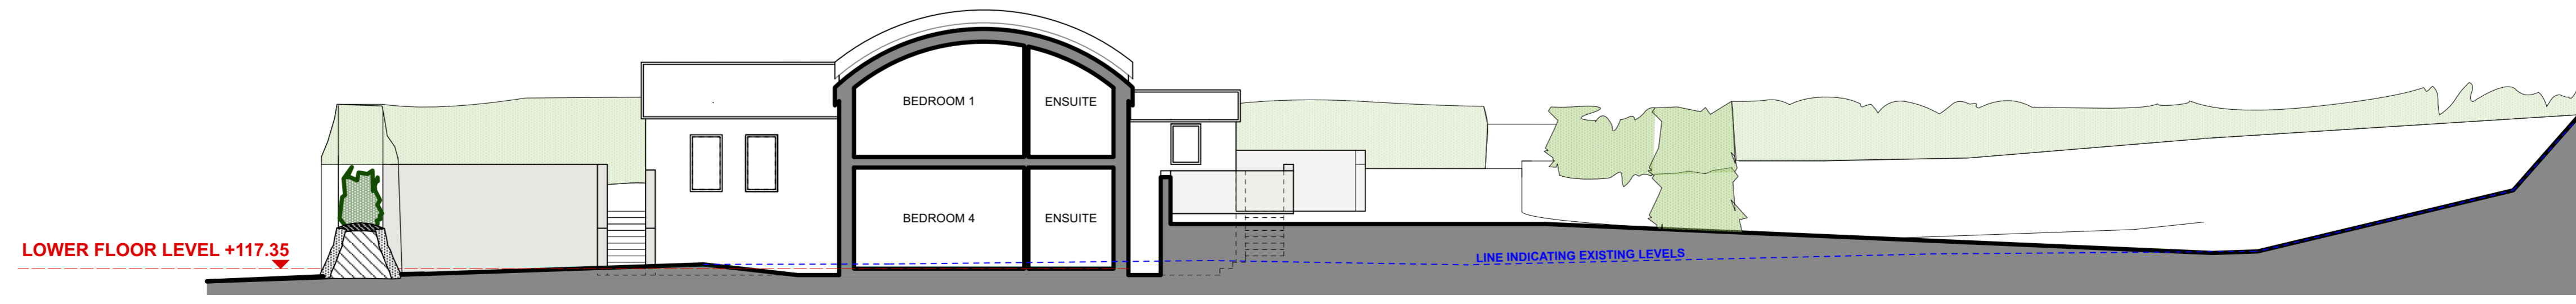 BEDROOM 1
ENSUITE
BEDROOM 4
ENSUITE
LOWER FLOOR LEVEL +117.35
LINE INDICATING EXISTING LEVELS